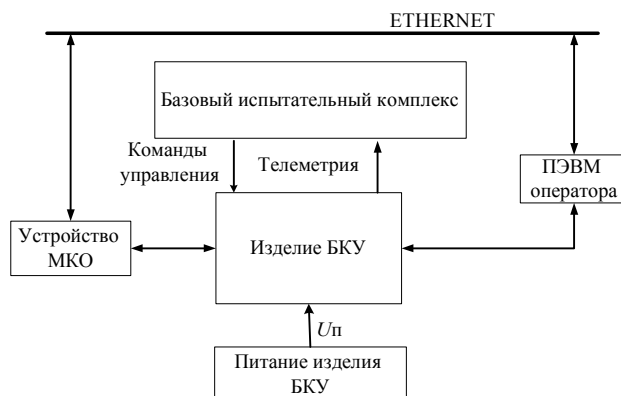 ETHERNET
Базовый испытательный комплекс
Команды
управления
Телеметрия
ПЭВМ
оператора
Устройство
МКО
Изделие БКУ
Uп
Питание изделия
БКУ